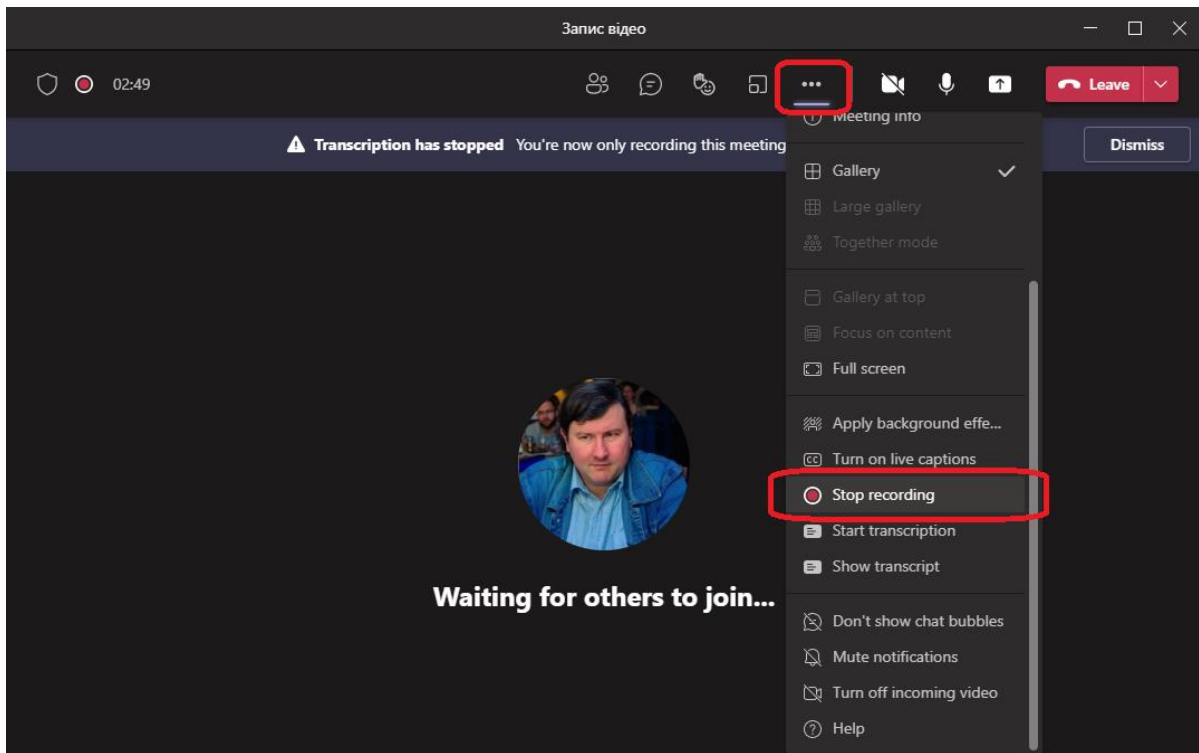 Запис відео
02:49
••• Leave
Transcription has stopped You're now only recording this meeting
Dismiss
Meeting info
Gallery
Large gallery
Together mode
Gallery at top
Focus on content
Full screen
Apply background effe...
CC Turn on live captions
Stop recording
Start transcription
Show transcript
Waiting for others to join...
Don't show chat bubbles
Mute notifications
Turn off incoming video
? Help